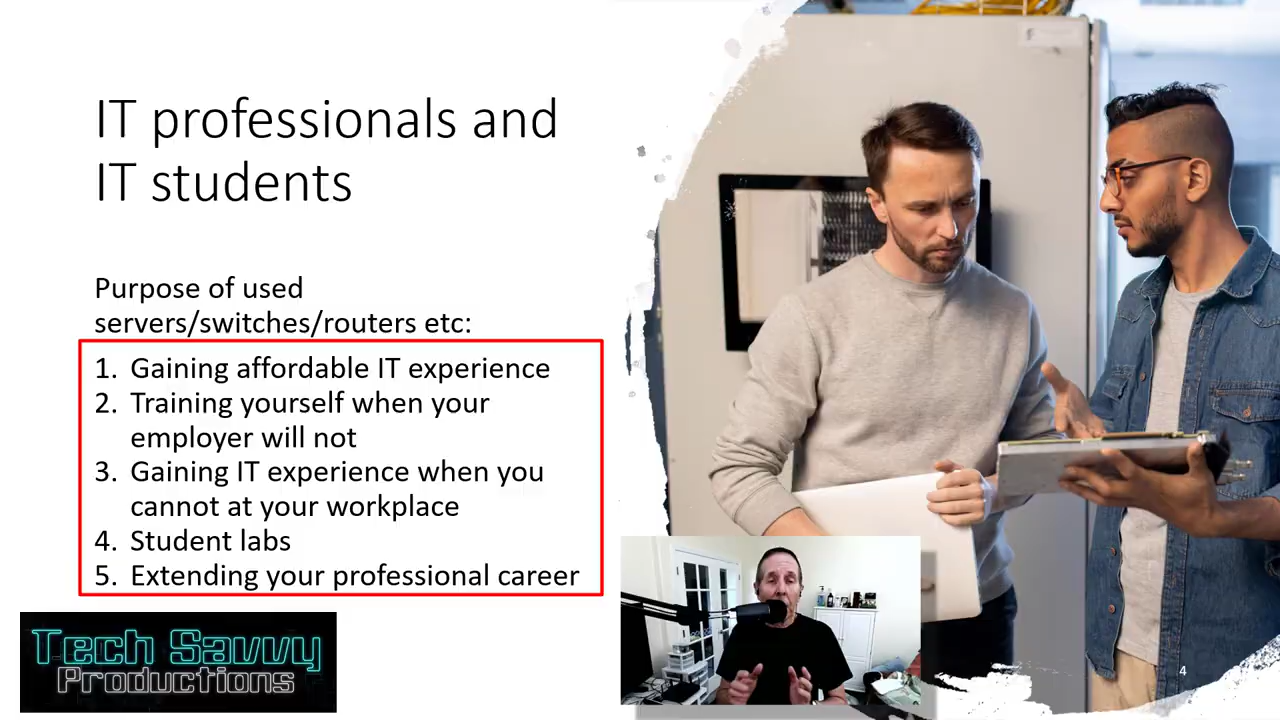 IT professionals and
IT students
Purpose of used
servers/switches/routers etc:
1. Gaining affordable IT experience
2. Training yourself when your
employer will not
3. Gaining IT experience when you
cannot at your workplace
4. Student labs
5. Extending your professional career
Tech Savvy
Productions
4